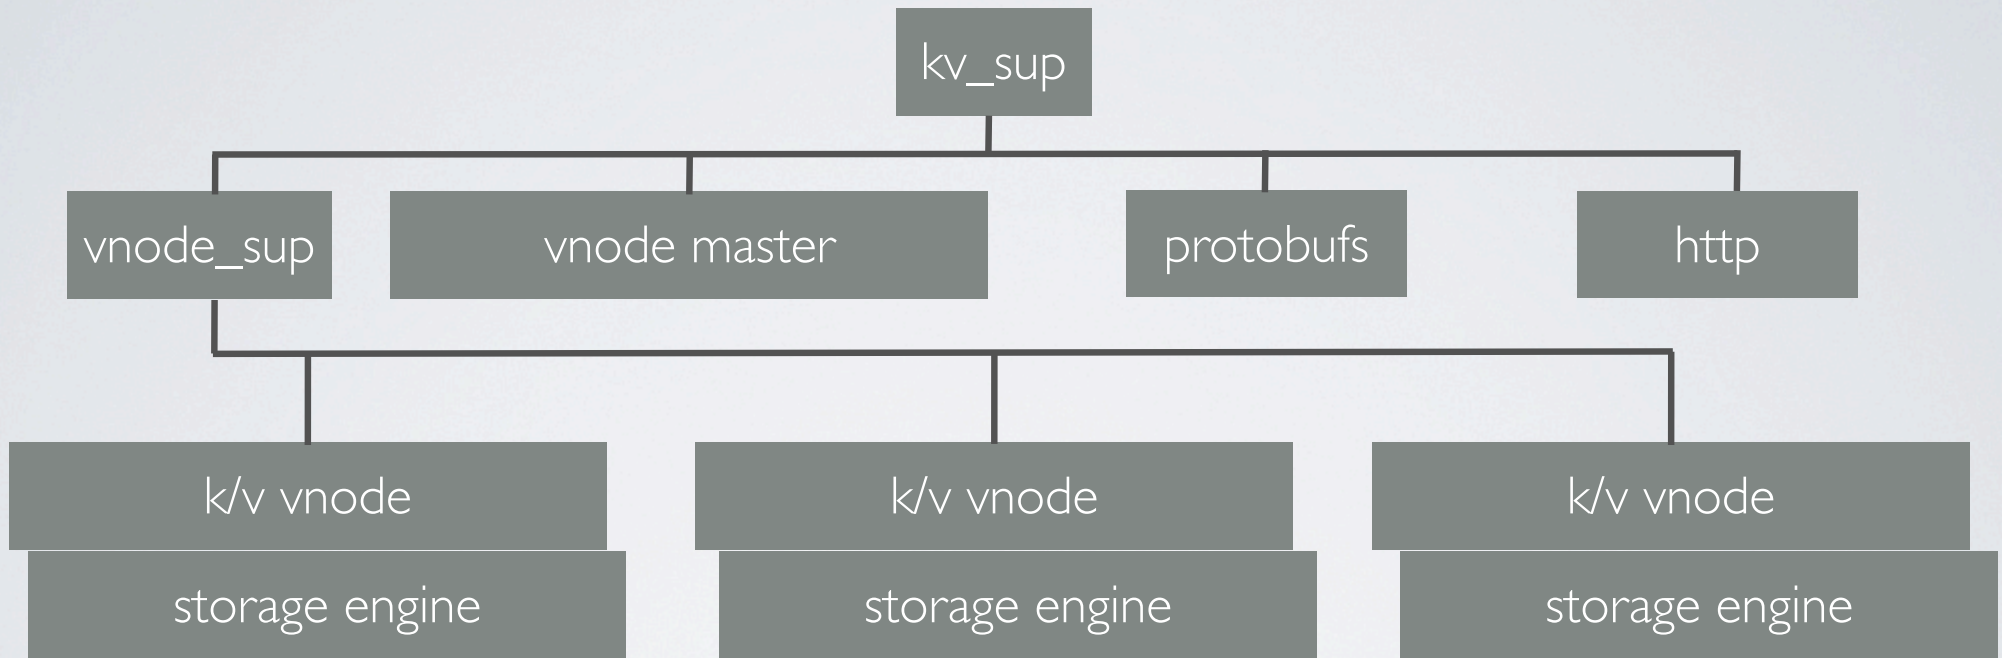 kv_sup
vnode_sup
vnode master
protobufs
http
k/v vnode
k/v vnode
k/v vnode
storage engine
storage engine
storage engine